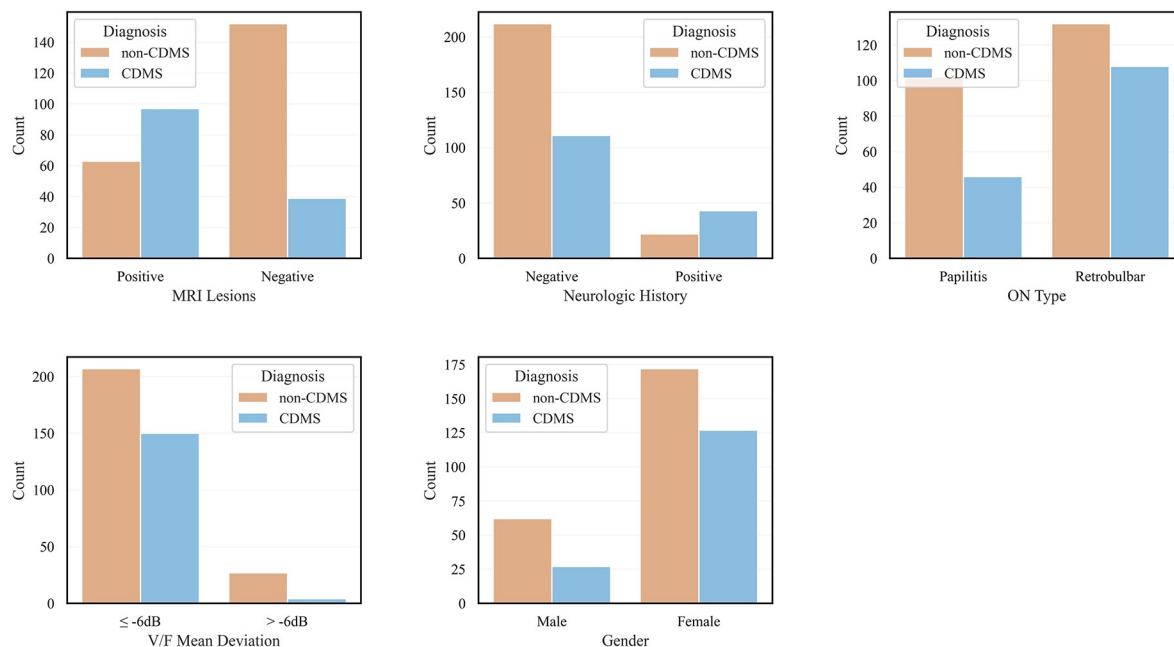 Diagnosis
non-CDMS
CDMS
140
120
100
80
60
40
20
0
Count
Positive Negative
MRI Lesions
Diagnosis
non-CDMS
CDMS
200
150
100
50
0
Count
Negative Positive
Neurologic History
Diagnosis
non-CDMS
CDMS
120
100
80
60
40
20
0
Count
Papilitis Retrobulbar
ON Type
Diagnosis
non-CDMS
CDMS
200
150
100
50
0
Count
≤ -6dB > -6dB
V/F Mean Deviation
Diagnosis
non-CDMS
CDMS
175
150
125
100
75
50
25
0
Count
Male Female
Gender